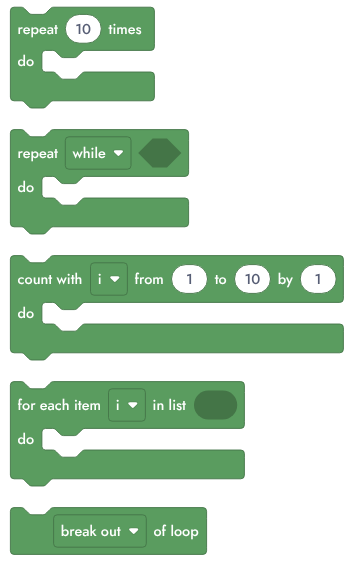 repeat 10 times
do
repeat while
do
count with i from 1 to 10 by 1
do
for each item i in list
do
break out of loop